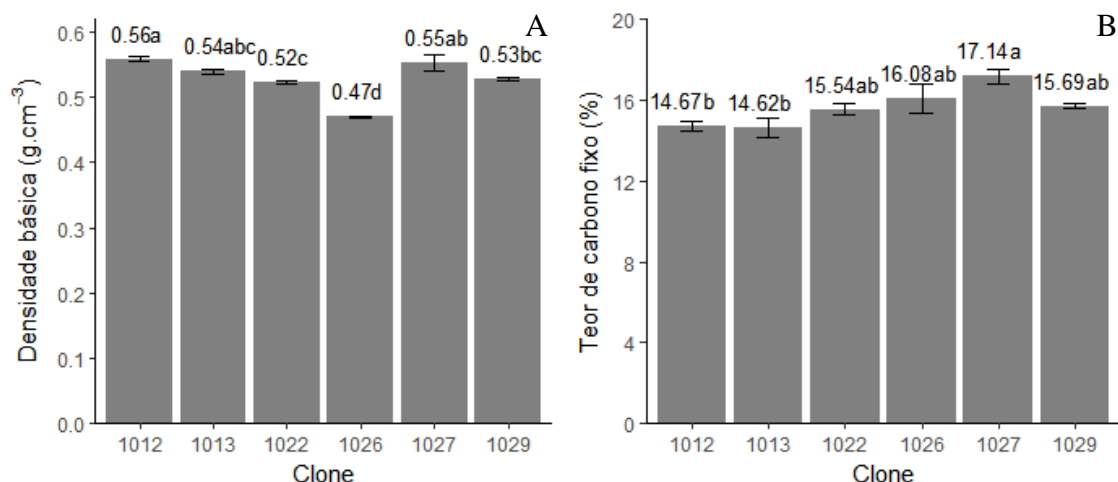 A
Densidade básica (g.cm⁻³)
0.6
0.5
0.4
0.3
0.2
0.1
0.0
0.56a
0.54abc
0.52c
0.47d
0.55ab
0.53bc
1012 1013 1022 1026 1027 1029
Clone
B
Teor de carbono fixo (%)
20
16
12
8
4
0
14.67b
14.62b
15.54ab
16.08ab
17.14a
15.69ab
1012 1013 1022 1026 1027 1029
Clone